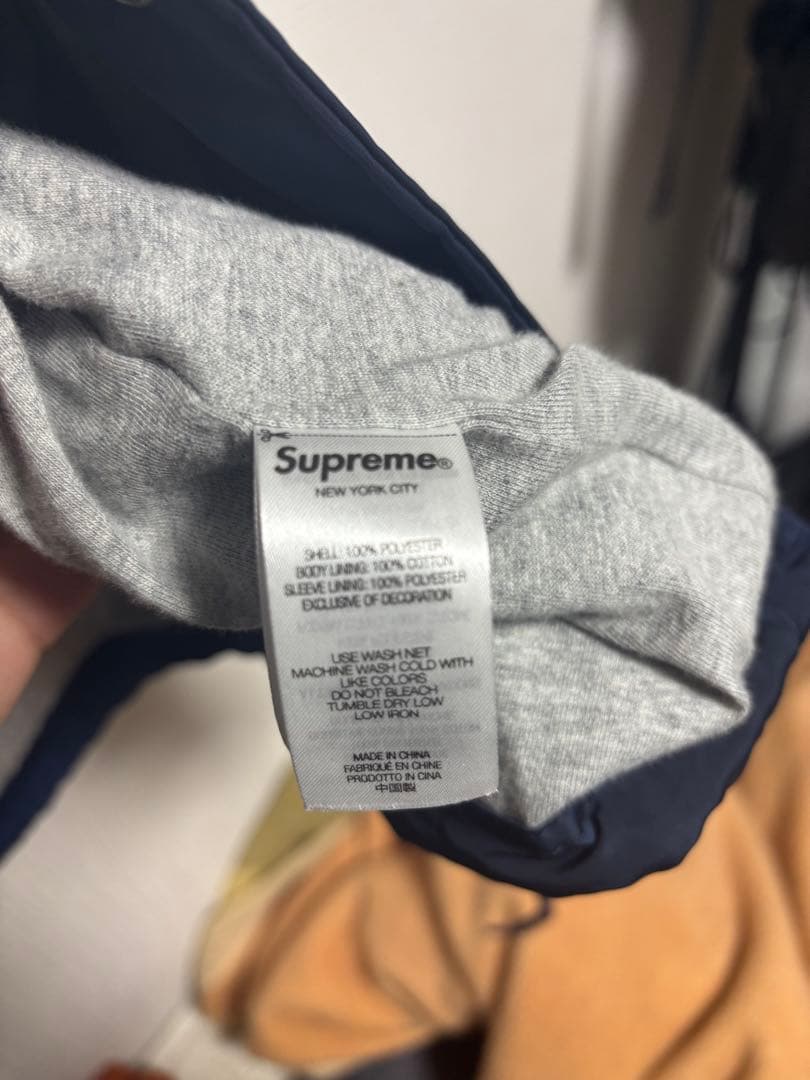 Supreme®
NEW YORK CITY
SHELL: 100% POLYESTER
BODY LINING: 100% COTTON
SLEEVE LINING: 100% POLYESTER
EXCLUSIVE OF DECORATION
USE WASH NET
MACHINE WASH COLD WITH
LIKE COLORS
DO NOT BLEACH
TUMBLE DRY LOW
LOW IRON
MADE IN CHINA
FABRIQUÉ EN CHINE
PRODOTTO IN CINA
中国製